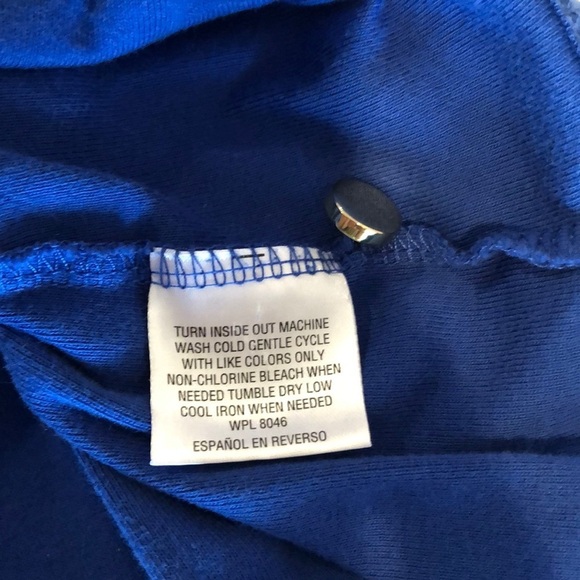 TURN INSIDE OUT MACHINE
WASH COLD GENTLE CYCLE
WITH LIKE COLORS ONLY
NON-CHLORINE BLEACH WHEN
NEEDED TUMBLE DRY LOW
COOL IRON WHEN NEEDED
WPL 8046
ESPAÑOL EN REVERSO